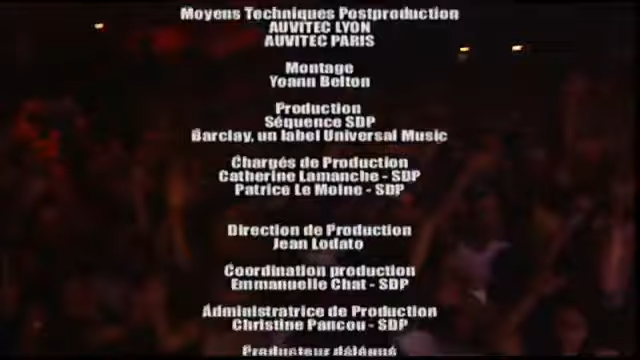 Moyens Techniques Postproduction
AUVITEC LYON
AUVITEC PARIS
Montage
Yoann Belton
Production
Séquence SDP
Barclay, un label Universal Music
Chargés de Production
Catherine Lamanche - SDP
Patrice Le Moine - SDP
Direction de Production
Jean Lodato
Coordination production
Emmanuelle Chat - SDP
Administratrice de Production
Christine Pancou - SDP
Producteur délégué